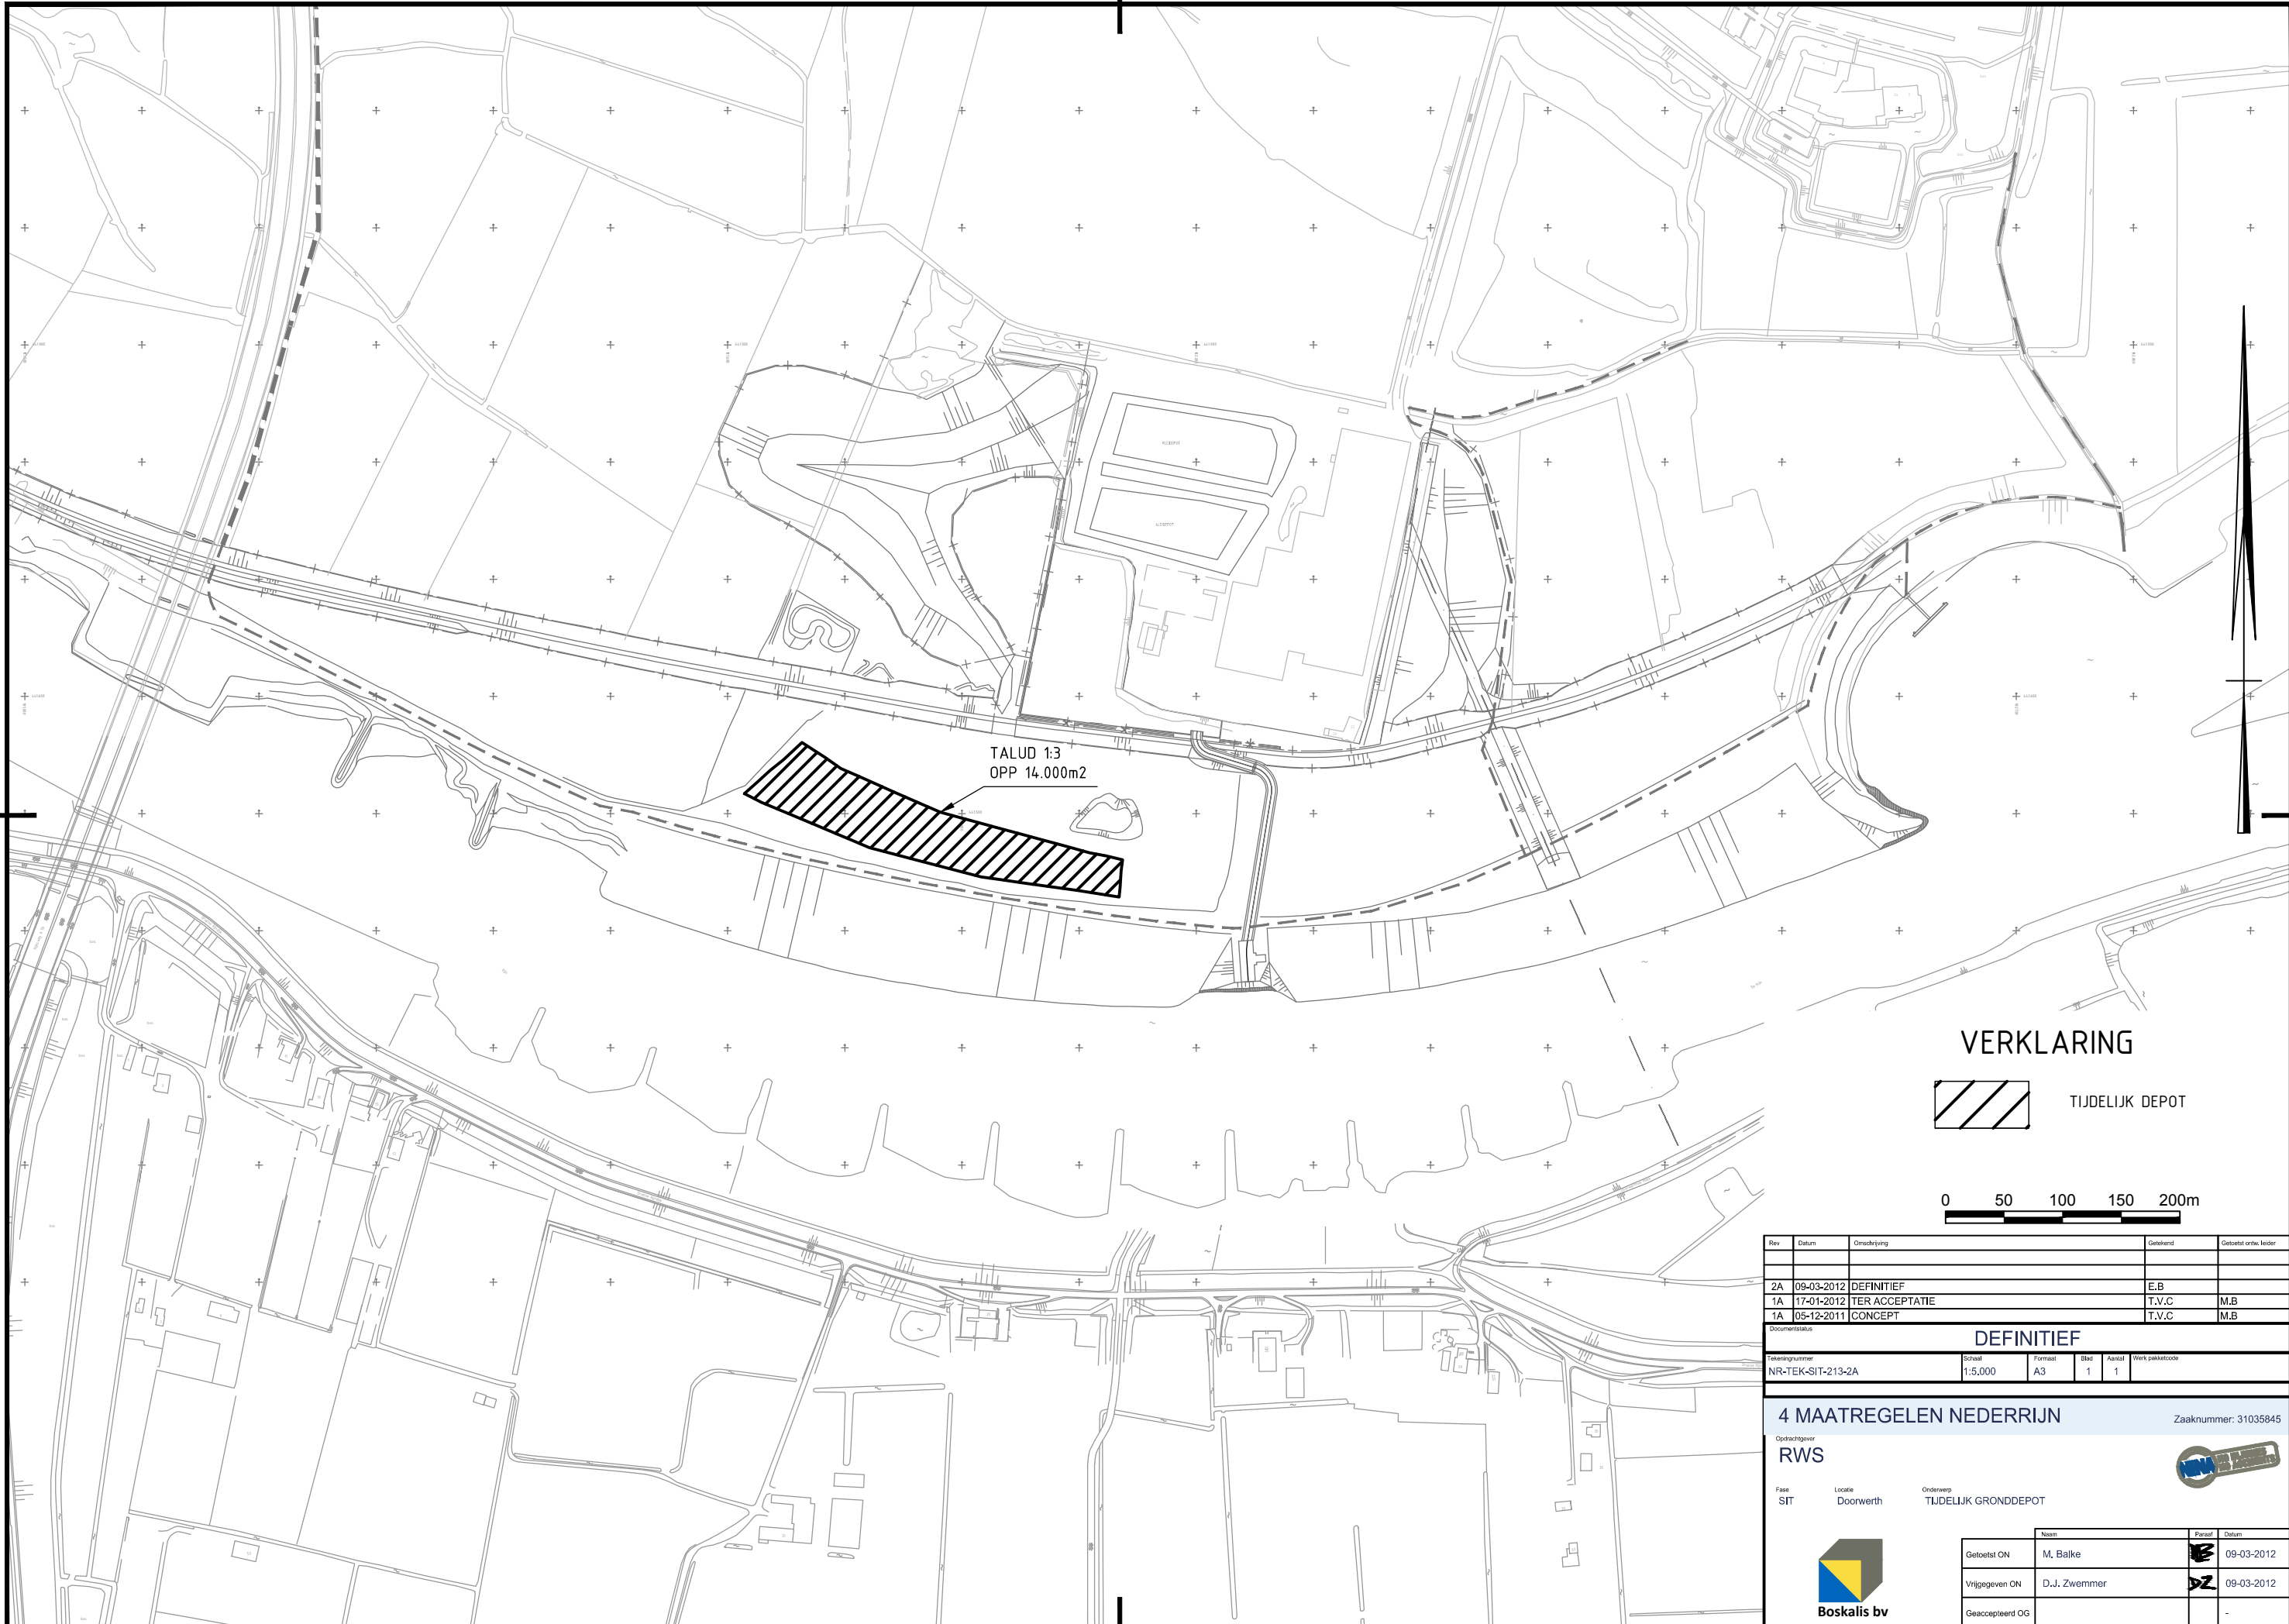 TALUD 1:3
OPP 14.000m2
KLEIDEPOT
KLEIDEPOT
VERKLARING
TIJDELIJK DEPOT
0 50 100 150 200m
Rev Datum Omschrijving Getekend Getoetst ontw. leider
2A 09-03-2012 DEFINITIEF E.B
1A 17-01-2012 TER ACCEPTATIE T.V.C M.B
1A 05-12-2011 CONCEPT T.V.C M.B
Documentstatus
DEFINITIEF
Tekeningnummer Schaal Formaat Blad Aantal Werk pakketcode
NR-TEK-SIT-213-2A 1:5.000 A3 1 1
4 MAATREGELEN NEDERRIJN Zaaknummer: 31035845
Opdrachtgever
RWS
Fase Locatie Onderwerp
SIT Doorwerth TIJDELIJK GRONDDEPOT
Naam Paraaf Datum
Getoetst ON M. Balke 09-03-2012
Vrijgegeven ON D.J. Zwemmer DZ 09-03-2012
Geaccepteerd OG -
Boskalis bv